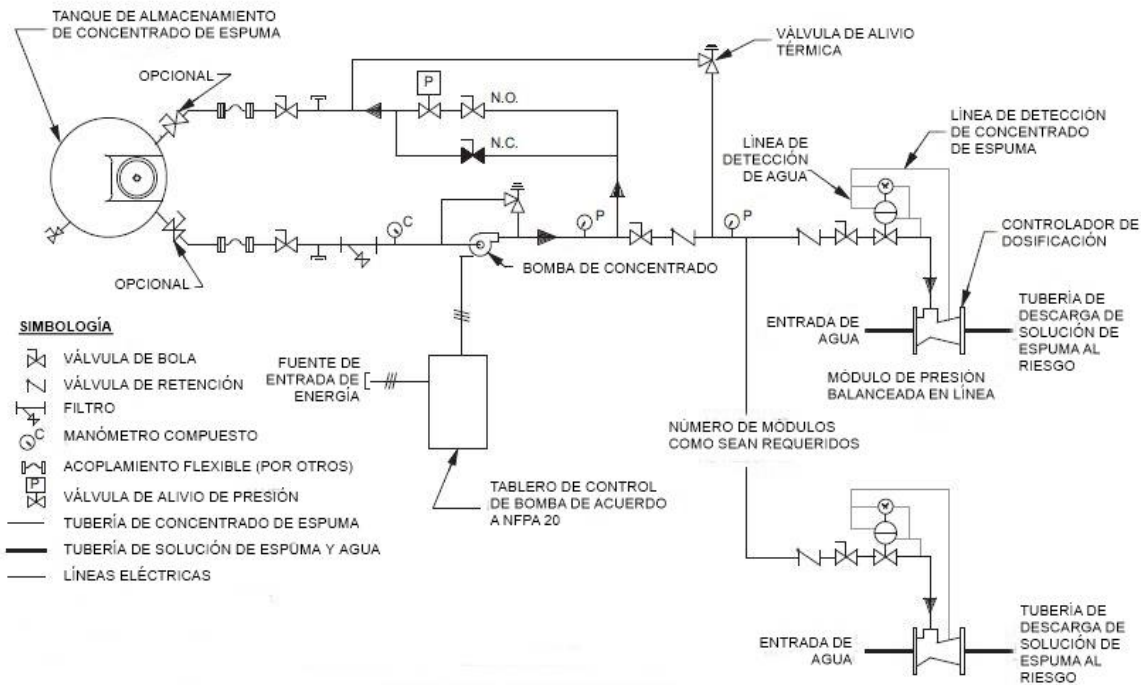 TANQUE DE ALMACENAMIENTO
DE CONCENTRADO DE ESPUMA
OPCIONAL
P
N.O.
N.C.
VÀLVULA DE ALIVIO
TÉRMICA
LÍNEA DE DETECCIÓN
DE CONCENTRADO
DE ESPUMA
LÍNEA DE
DETECCIÓN
DE AGUA
CONTROLADOR DE
DOSIFICACIÓN
C
P
P
BOMBA DE CONCENTRADO
OPCIONAL
ENTRADA DE
AGUA
TUBERÍA DE
DESCARGA DE
SOLUCIÓN DE
ESPUMA AL
RIESGO
MÓDULO DE PRESIÓN
BALANCEADA EN LÍNEA
SIMBOLOGÍA
VÁLVULA DE BOLA
VÁLVULA DE RETENCIÓN
FILTRO
C
MANÓMETRO COMPUESTO
ACOPLAMIENTO FLEXIBLE (POR OTROS)
P
VÁLVULA DE ALIVIO DE PRESIÓN
TUBERÍA DE CONCENTRADO DE ESPUMA
TUBERÍA DE SOLUCIÓN DE ESPUMA Y AGUA
LÍNEAS ELÉCTRICAS
FUENTE DE
ENTRADA DE
ENERGÍA
TABLERO DE CONTROL
DE BOMBA DE ACUERDO
A NFPA 20
NÚMERO DE MÓDULOS
COMO SEAN REQUERIDOS
ENTRADA DE
AGUA
TUBERÍA DE
DESCARGA DE
SOLUCIÓN DE
ESPUMA AL
RIESGO